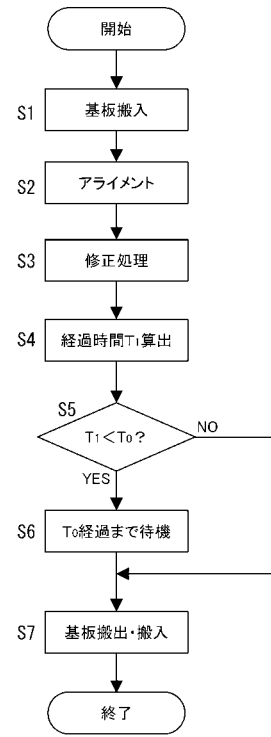 開始
S1 基板搬入
S2 アライメント
S3 修正処理
S4 経過時間T1算出
S5
T1<T0?
NO
YES
S6 T0経過まで待機
S7 基板搬出・搬入
終了